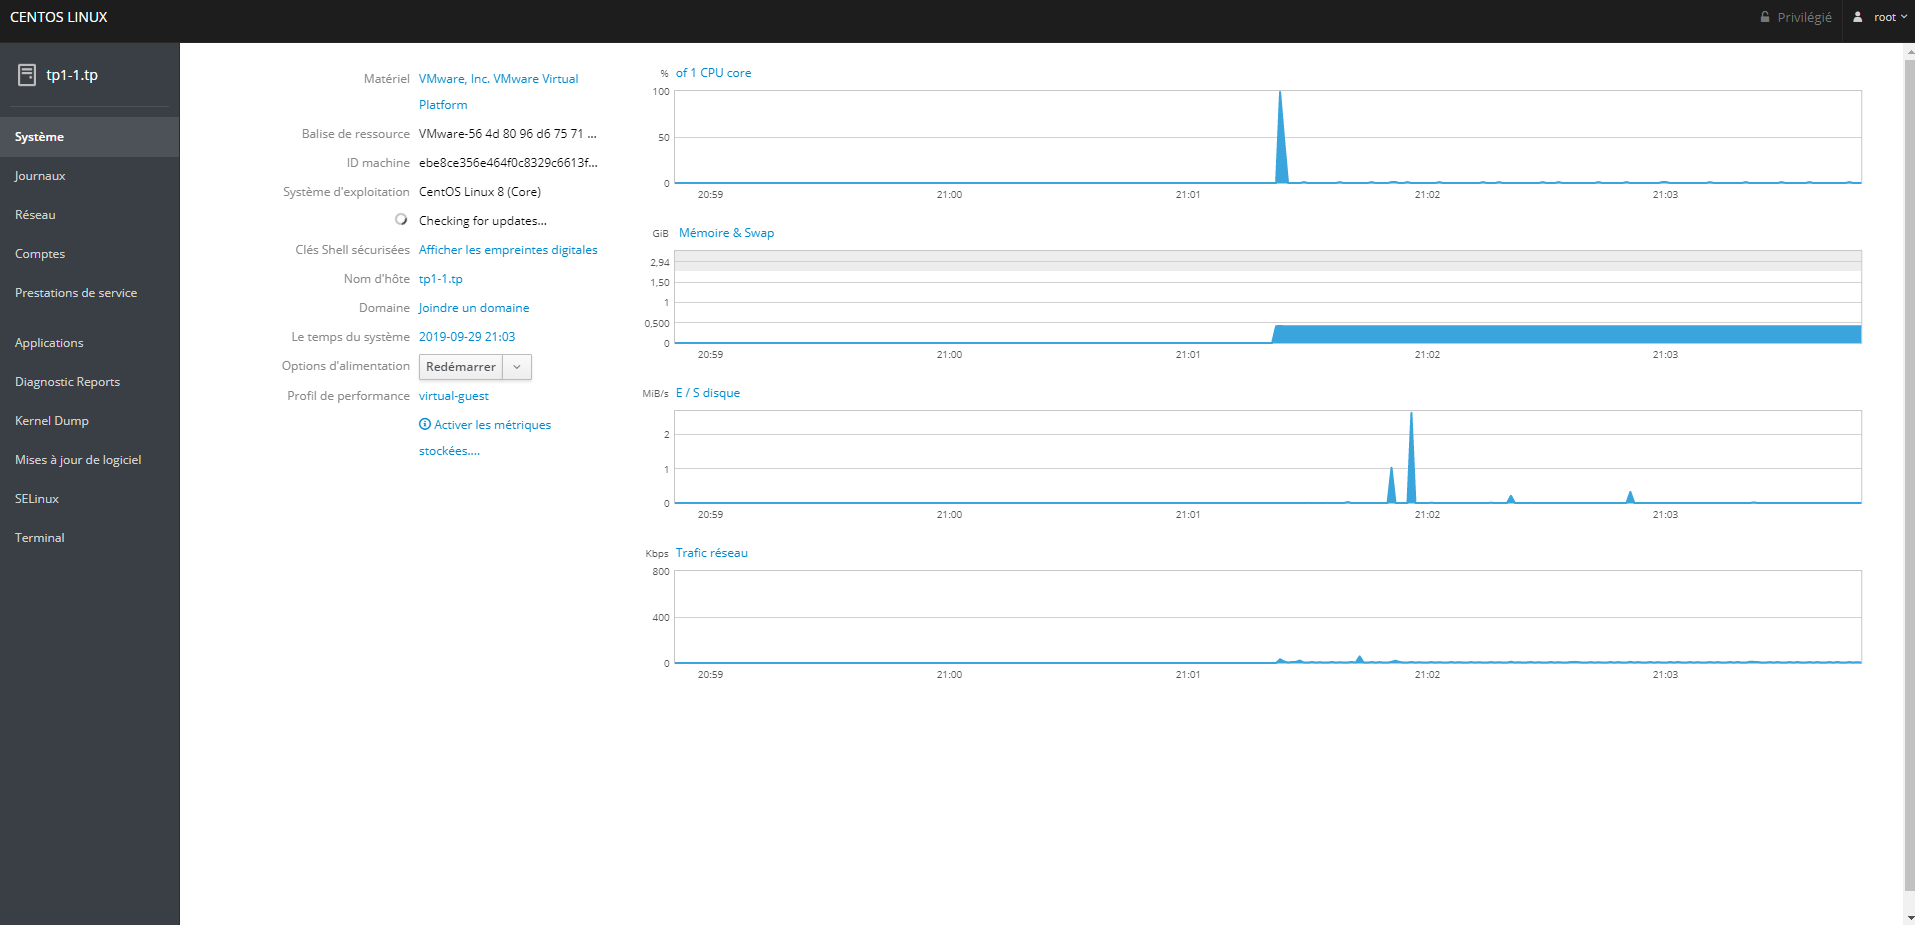 CENTOS LINUX
Privilégié
root
tp1-1.tp
Système
Journaux
Réseau
Comptes
Prestations de service
Applications
Diagnostic Reports
Kernel Dump
Mises à jour de logiciel
SELinux
Terminal
Matériel VMware, Inc. VMware Virtual
Platform
Balise de ressource VMware-56 4d 80 96 d6 75 71 ...
ID machine ebe8ce356e464f0c8329c6613f...
Système d'exploitation CentOS Linux 8 (Core)
Checking for updates...
Clés Shell sécurisées Afficher les empreintes digitales
Nom d'hôte tp1-1.tp
Domaine Joindre un domaine
Le temps du système 2019-09-29 21:03
Options d'alimentation Redémarrer
Profil de performance virtual-guest
Activer les métriques
stockées....
% of 1 CPU core
100
50
0
20:59 21:00 21:01 21:02 21:03
GiB Mémoire & Swap
2,94
1,50
1
0,500
0
20:59 21:00 21:01 21:02 21:03
MiB/s E / S disque
2
1
0
20:59 21:00 21:01 21:02 21:03
Kbps Trafic réseau
800
400
0
20:59 21:00 21:01 21:02 21:03